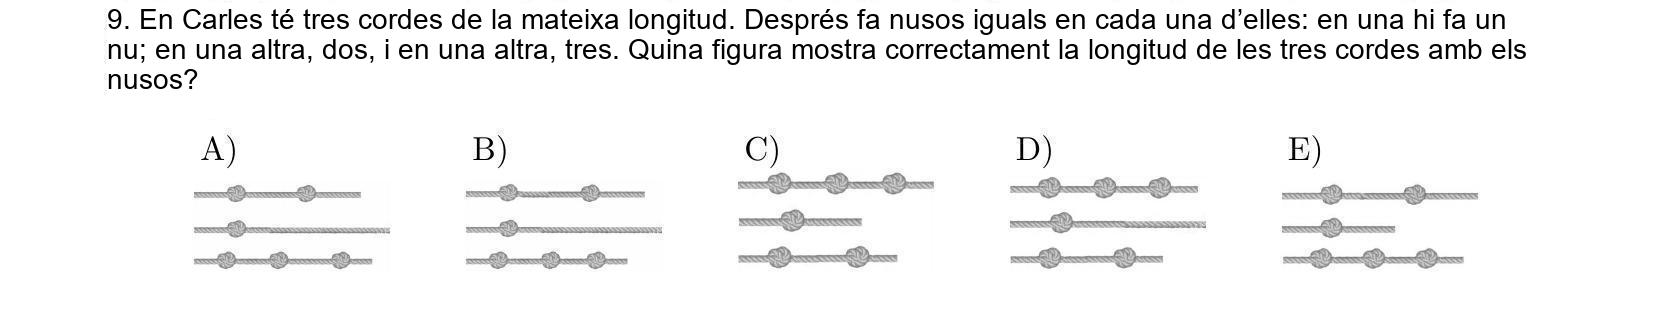 9. En Carles té tres cordes de la mateixa longitud. Després fa nusos iguals en cada una d’elles: en una hi fa un
nu; en una altra, dos, i en una altra, tres. Quina figura mostra correctament la longitud de les tres cordes amb els
nusos?
A) B) C) D) E)